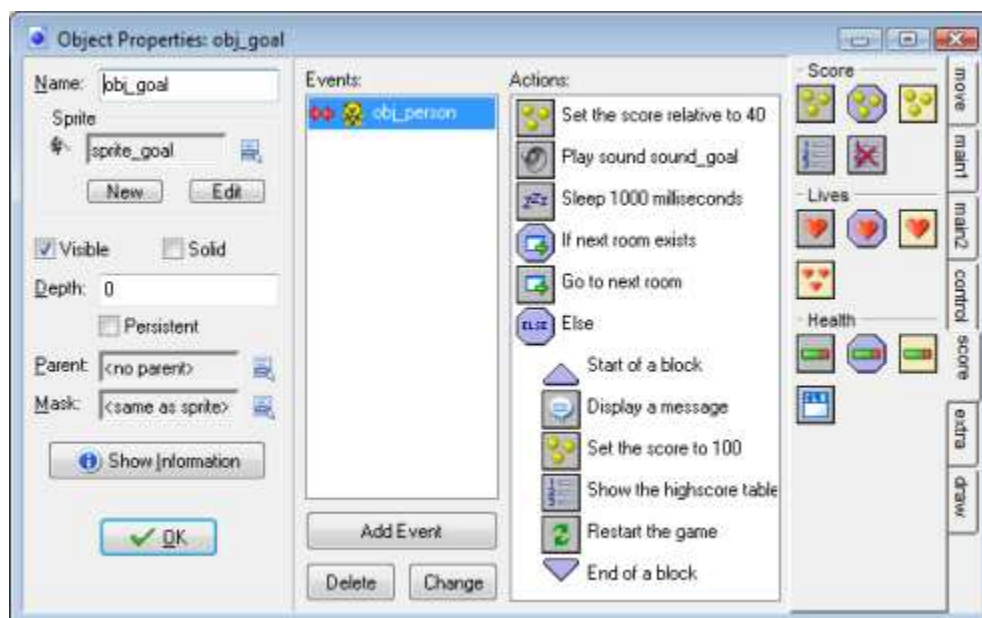 Object Properties: obj_goal
Name: obj_goal
Sprite
sprite_goal
New Edit
Visible Solid
Depth: 0
Persistent
Parent: <no parent>
Mask: <same as sprite>
Show Information
OK
Events:
obj_person
Add Event
Delete Change
Actions:
Set the score relative to 40
Play sound sound_goal
Sleep 1000 milliseconds
If next room exists
Go to next room
ELSE Else
Start of a block
Display a message
Set the score to 100
Show the highscore table
Restart the game
End of a block
Score
Lives
Health
move
main1
main2
control
score
extra
draw